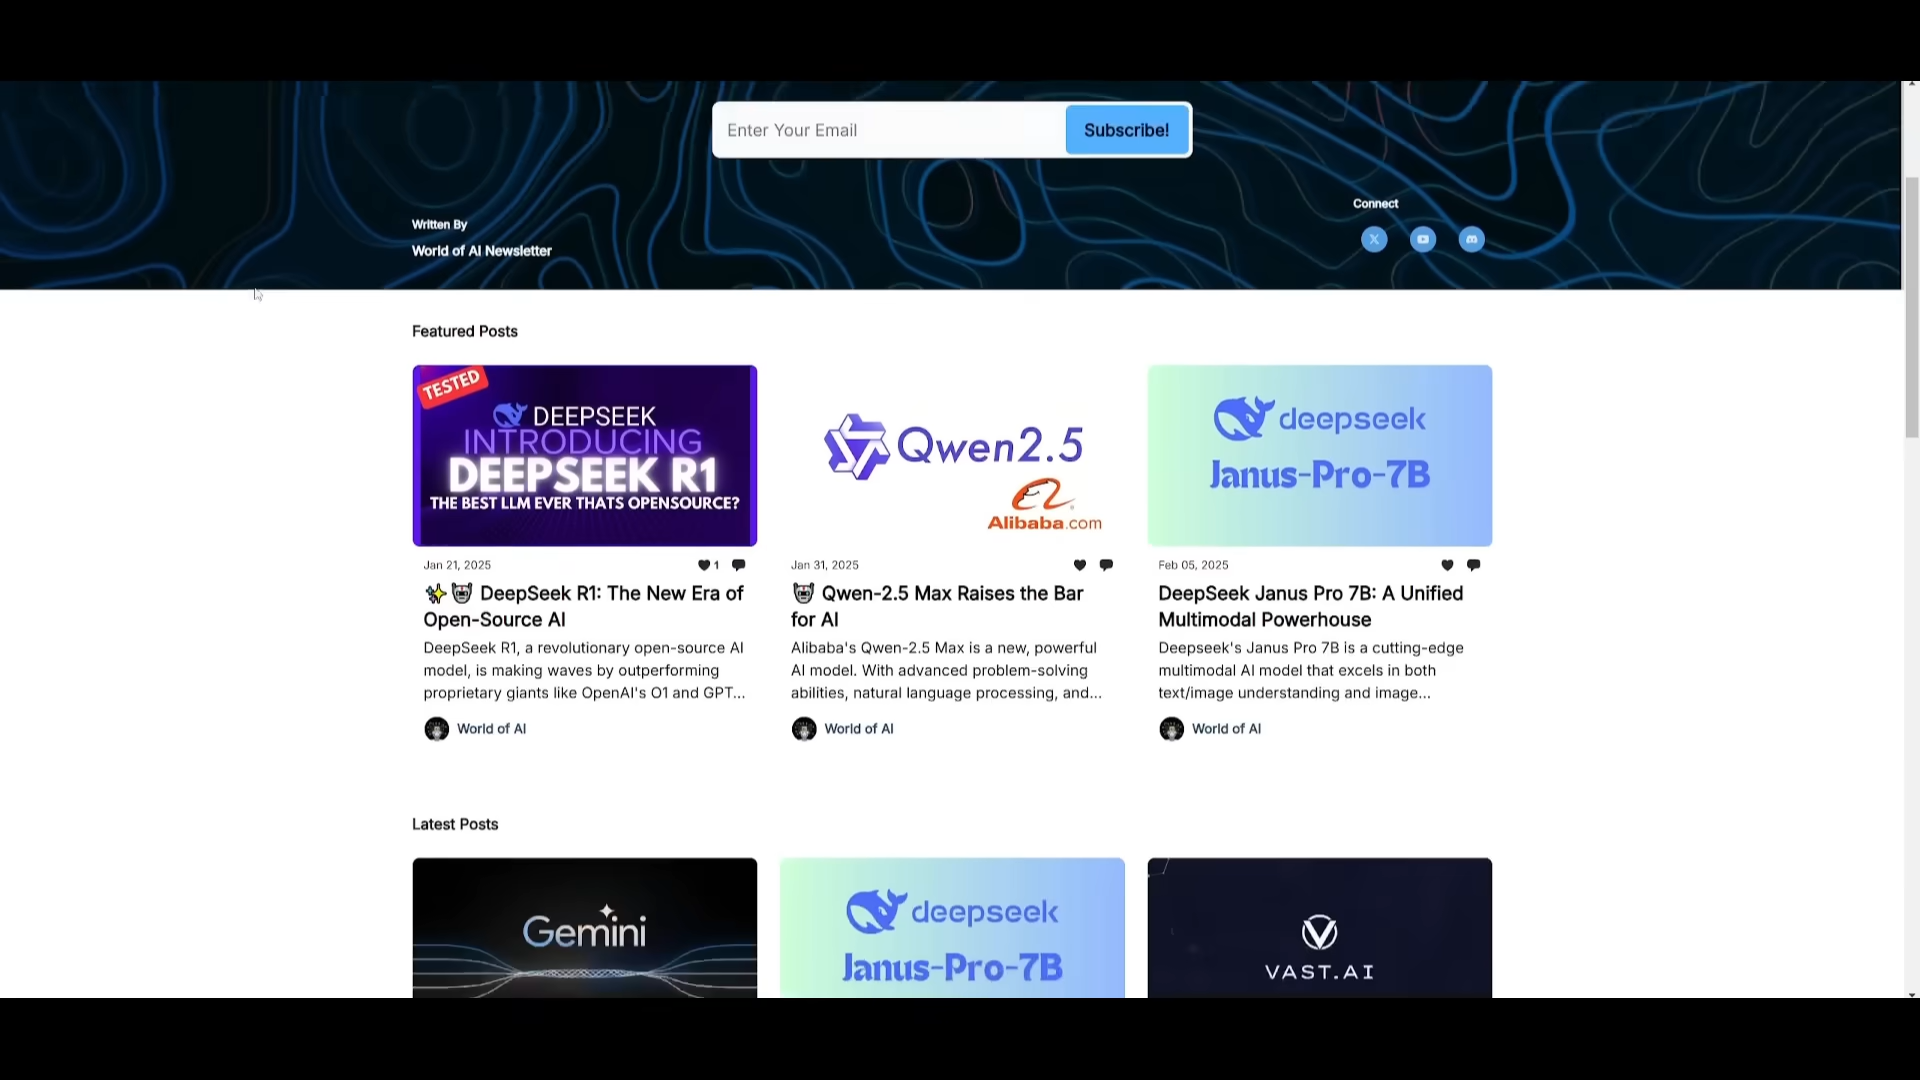 Enter Your Email
Subscribe!
Connect
Written By
World of AI Newsletter
Featured Posts
TESTED
DEEPSEEK
INTRODUCING
DEEPSEEK R1
THE BEST LLM EVER THATS OPENSOURCE?
Jan 21, 2025
1
✨🤖 DeepSeek R1: The New Era of
Open-Source AI
DeepSeek R1, a revolutionary open-source AI
model, is making waves by outperforming
proprietary giants like OpenAI's O1 and GPT...
World of AI
Qwen2.5
Alibaba.com
Jan 31, 2025
🤖 Qwen-2.5 Max Raises the Bar
for AI
Alibaba's Qwen-2.5 Max is a new, powerful
AI model. With advanced problem-solving
abilities, natural language processing, and...
World of AI
deepseek
Janus-Pro-7B
Feb 05, 2025
DeepSeek Janus Pro 7B: A Unified
Multimodal Powerhouse
Deepseek's Janus Pro 7B is a cutting-edge
multimodal AI model that excels in both
text/image understanding and image...
World of AI
Latest Posts
Gemini
deepseek
Janus-Pro-7B
VAST.AI